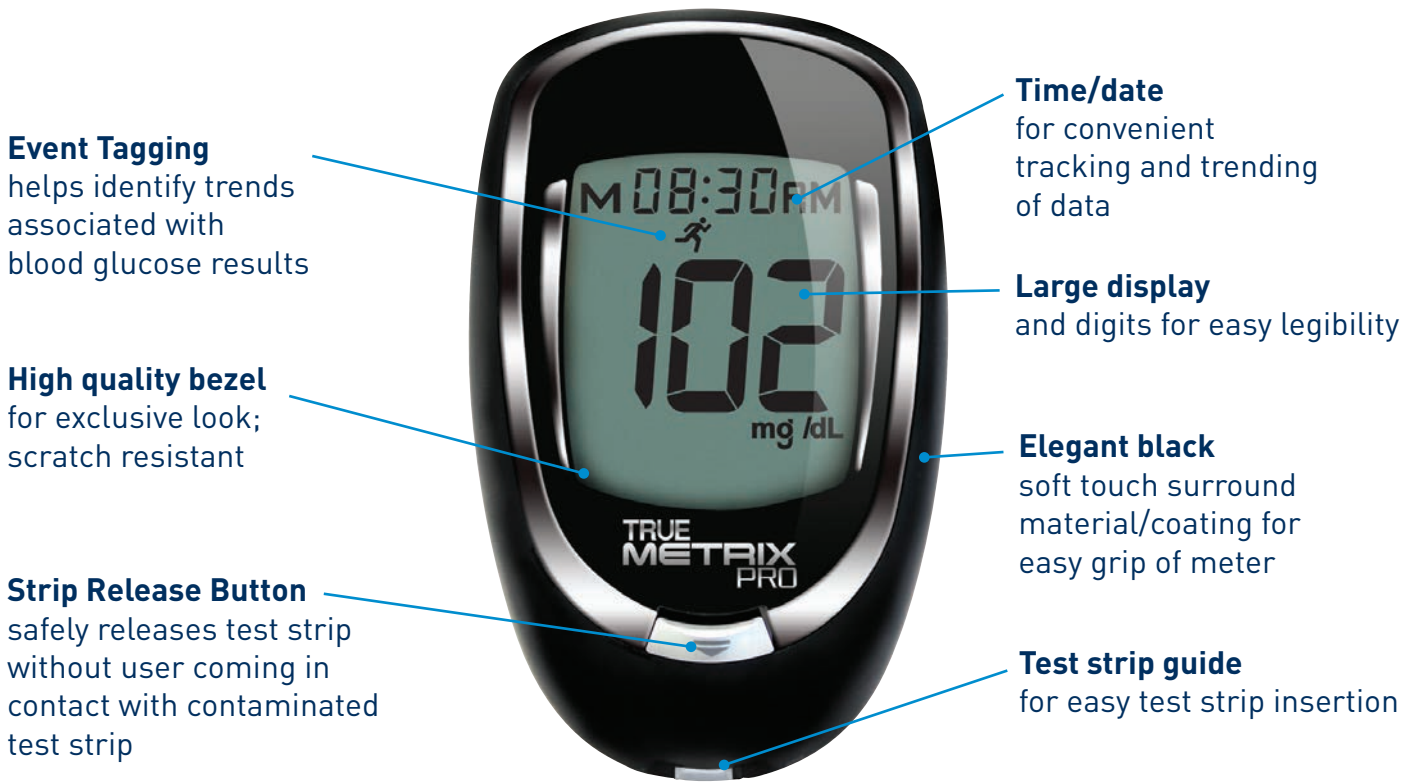 Event Tagging
helps identify trends
associated with
blood glucose results
High quality bezel
for exclusive look;
scratch resistant
Strip Release Button
safely releases test strip
without user coming in
contact with contaminated
test strip
M 08:30 AM
102
mg /dL
TRUE
METRIX
PRO
Time/date
for convenient
tracking and trending
of data
Large display
and digits for easy legibility
Elegant black
soft touch surround
material/coating for
easy grip of meter
Test strip guide
for easy test strip insertion